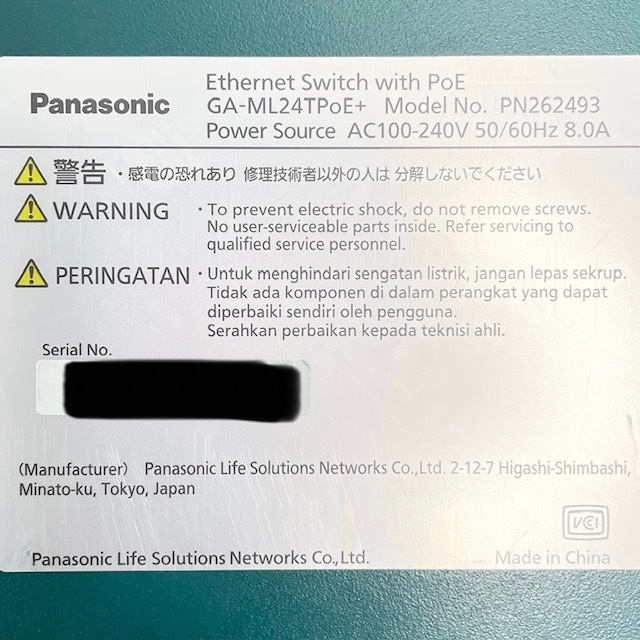 Panasonic
Ethernet Switch with PoE
GA-ML24TPoE+ Model No. PN262493
Power Source AC100-240V 50/60Hz 8.0A
警告 ・感電の恐れあり 修理技術者以外の人は 分解しないでください
WARNING ・To prevent electric shock, do not remove screws.
No user-serviceable parts inside. Refer servicing to
qualified service personnel.
PERINGATAN ・Untuk menghindari sengatan listrik, jangan lepas sekrup.
Tidak ada komponen di dalam perangkat yang dapat
diperbaiki sendiri oleh pengguna.
Serahkan perbaikan kepada teknisi ahli.
Serial No.
(Manufacturer) Panasonic Life Solutions Networks Co.,Ltd. 2-12-7 Higashi-Shimbashi,
Minato-ku, Tokyo, Japan
VCCI
Panasonic Life Solutions Networks Co.,Ltd.
Made in China